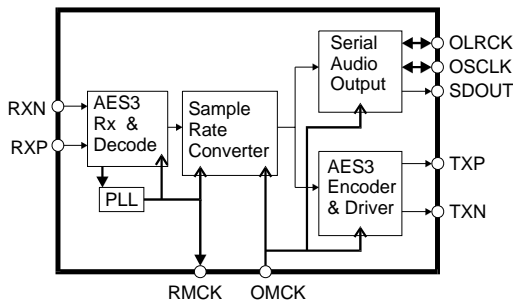 RXN
RXP
AES3
Rx &
Decode
PLL
Sample
Rate
Converter
Serial
Audio
Output
AES3
Encoder
& Driver
OLRCK
OSCLK
SDOUT
TXP
TXN
RMCK
OMCK